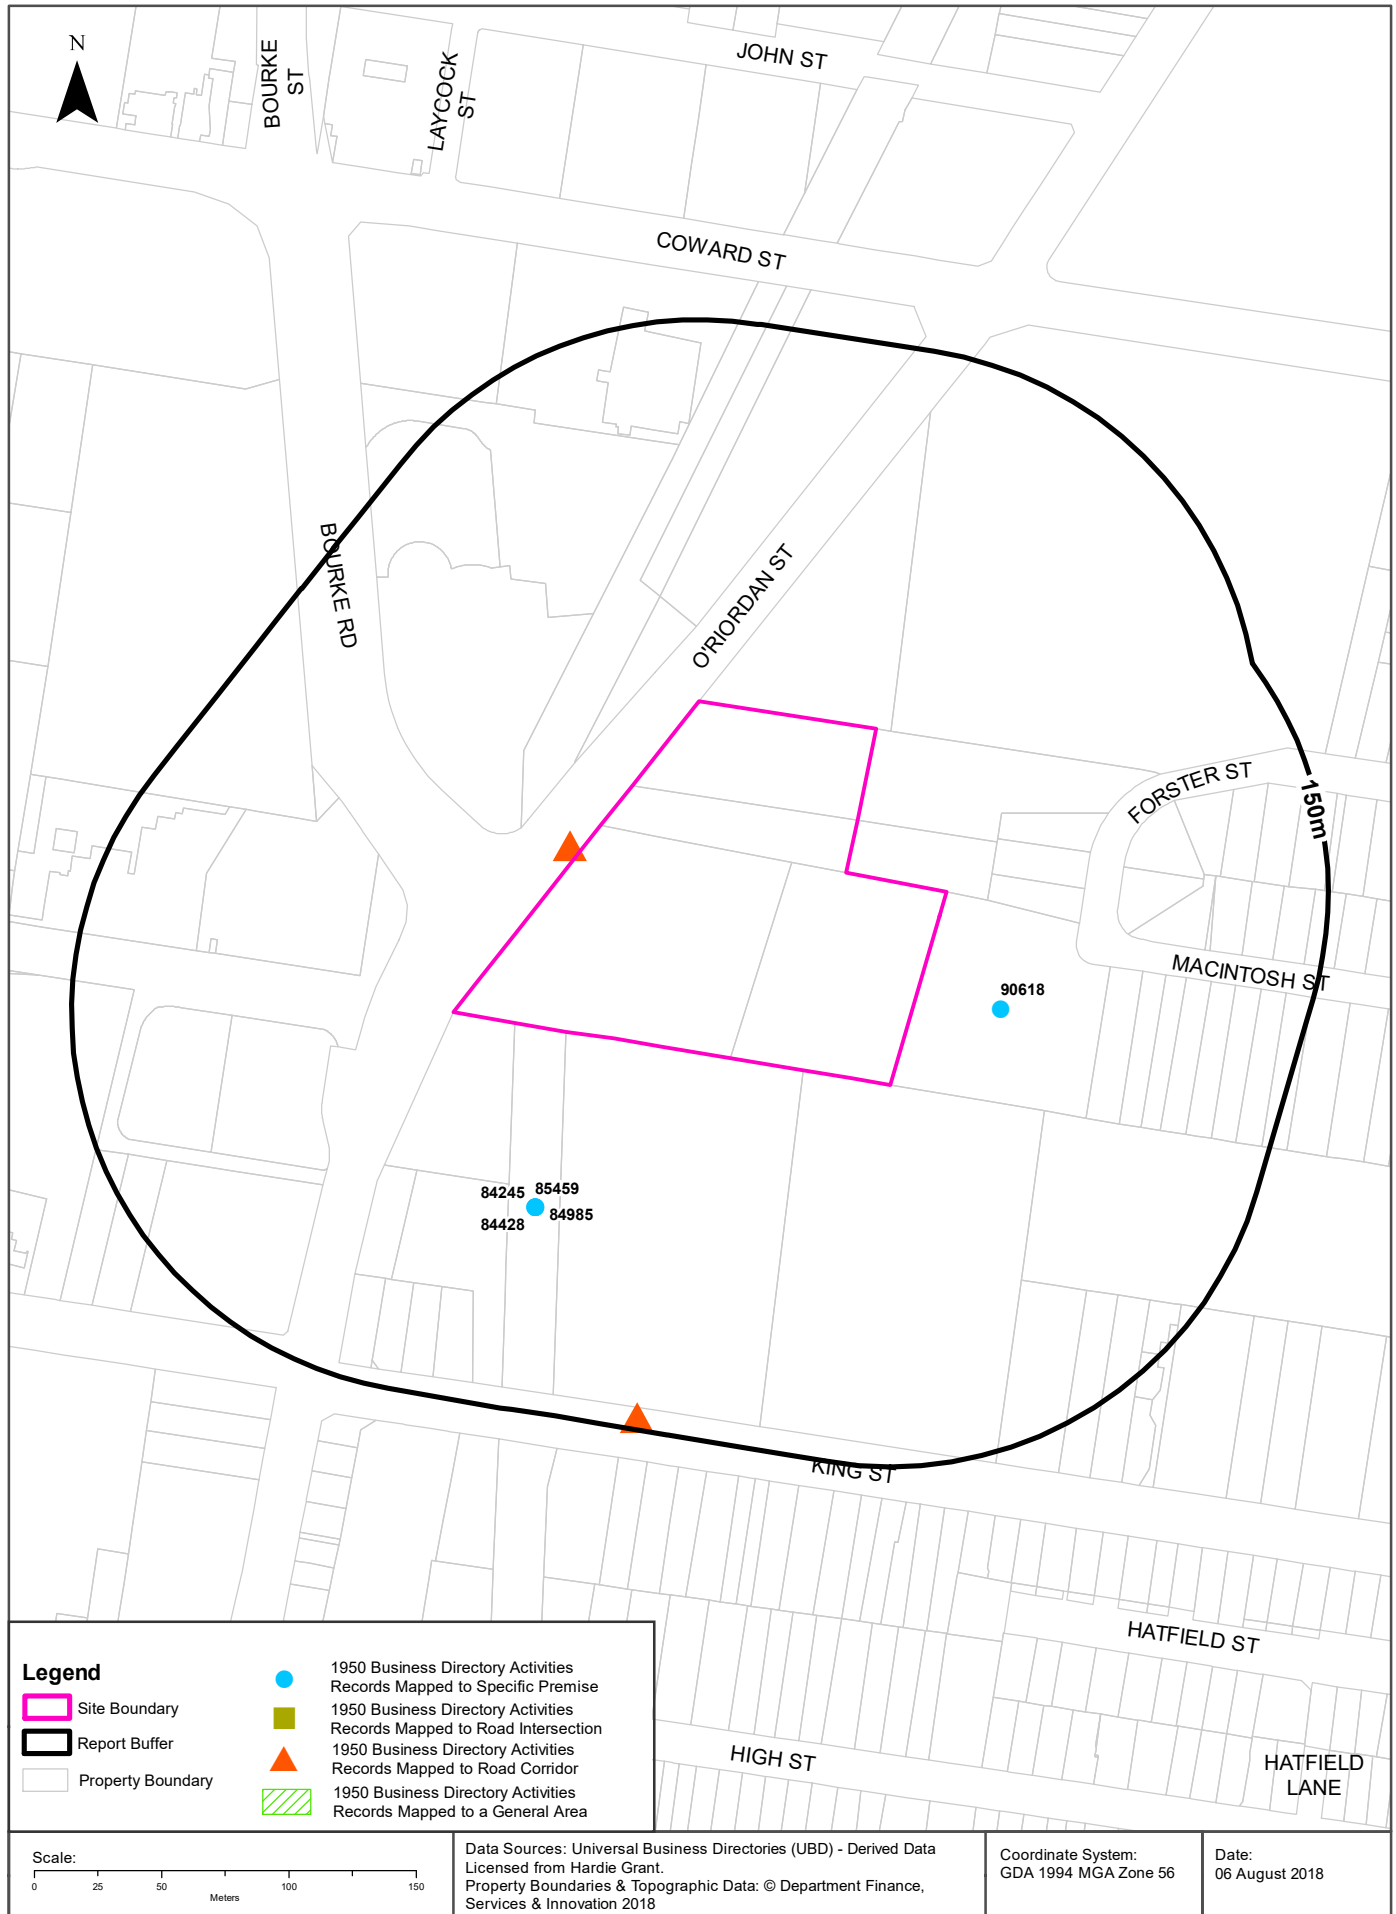 N
BOURKE
ST
LAYCOCK
ST
JOHN ST
COWARD ST
BOURKE RD
O'RIORDAN ST
FORSTER ST
150m
MACINTOSH ST
90618
84245 85459
84428 84985
KING ST
HATFIELD ST
HIGH ST
HATFIELD
LANE
Legend
Site Boundary
Report Buffer
Property Boundary
1950 Business Directory Activities
Records Mapped to Specific Premise
1950 Business Directory Activities
Records Mapped to Road Intersection
1950 Business Directory Activities
Records Mapped to Road Corridor
1950 Business Directory Activities
Records Mapped to a General Area
Scale:
0 25 50 100 150
Meters
Data Sources: Universal Business Directories (UBD) - Derived Data
Licensed from Hardie Grant.
Property Boundaries & Topographic Data: © Department Finance,
Services & Innovation 2018
Coordinate System:
GDA 1994 MGA Zone 56
Date:
06 August 2018